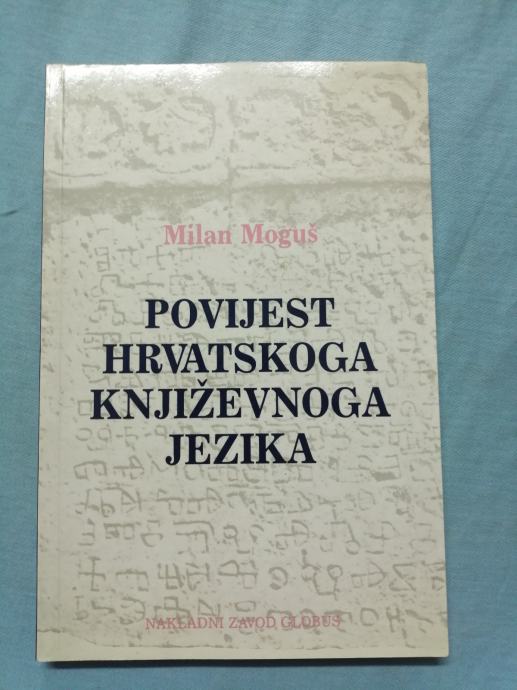 Milan Moguš
POVIJEST
HRVATSKOGA
KNJIŽEVNOGA
JEZIKA
NAKLADNI ZAVOD GLOBUS